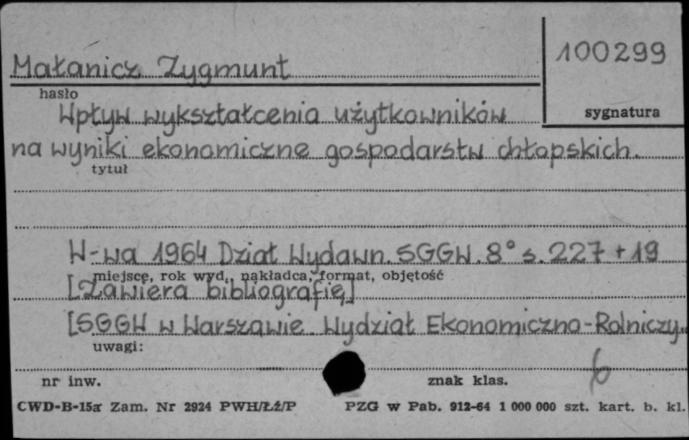 100299
Małanicz Zygmunt
hasło
sygnatura
Wpływ wykształcenia użytkowników
na wyniki ekonomiczne gospodarstw chłopskich.
tytuł
W-wa 1964 Dział Wydawn. SGGW. 8° s. 227 + 19
miejsce, rok wyd., nakładca, format, objętość
[Zawiera bibliografię]
[SGGW w Warszawie. Wydział Ekonomiczno-Rolniczy.
uwagi:
nr inw.
znak klas.
6
CWD-B-15a Zam. Nr 2924 PWH/Łź/P PZG w Pab. 912-64 1 000 000 szt. kart. b. kl.